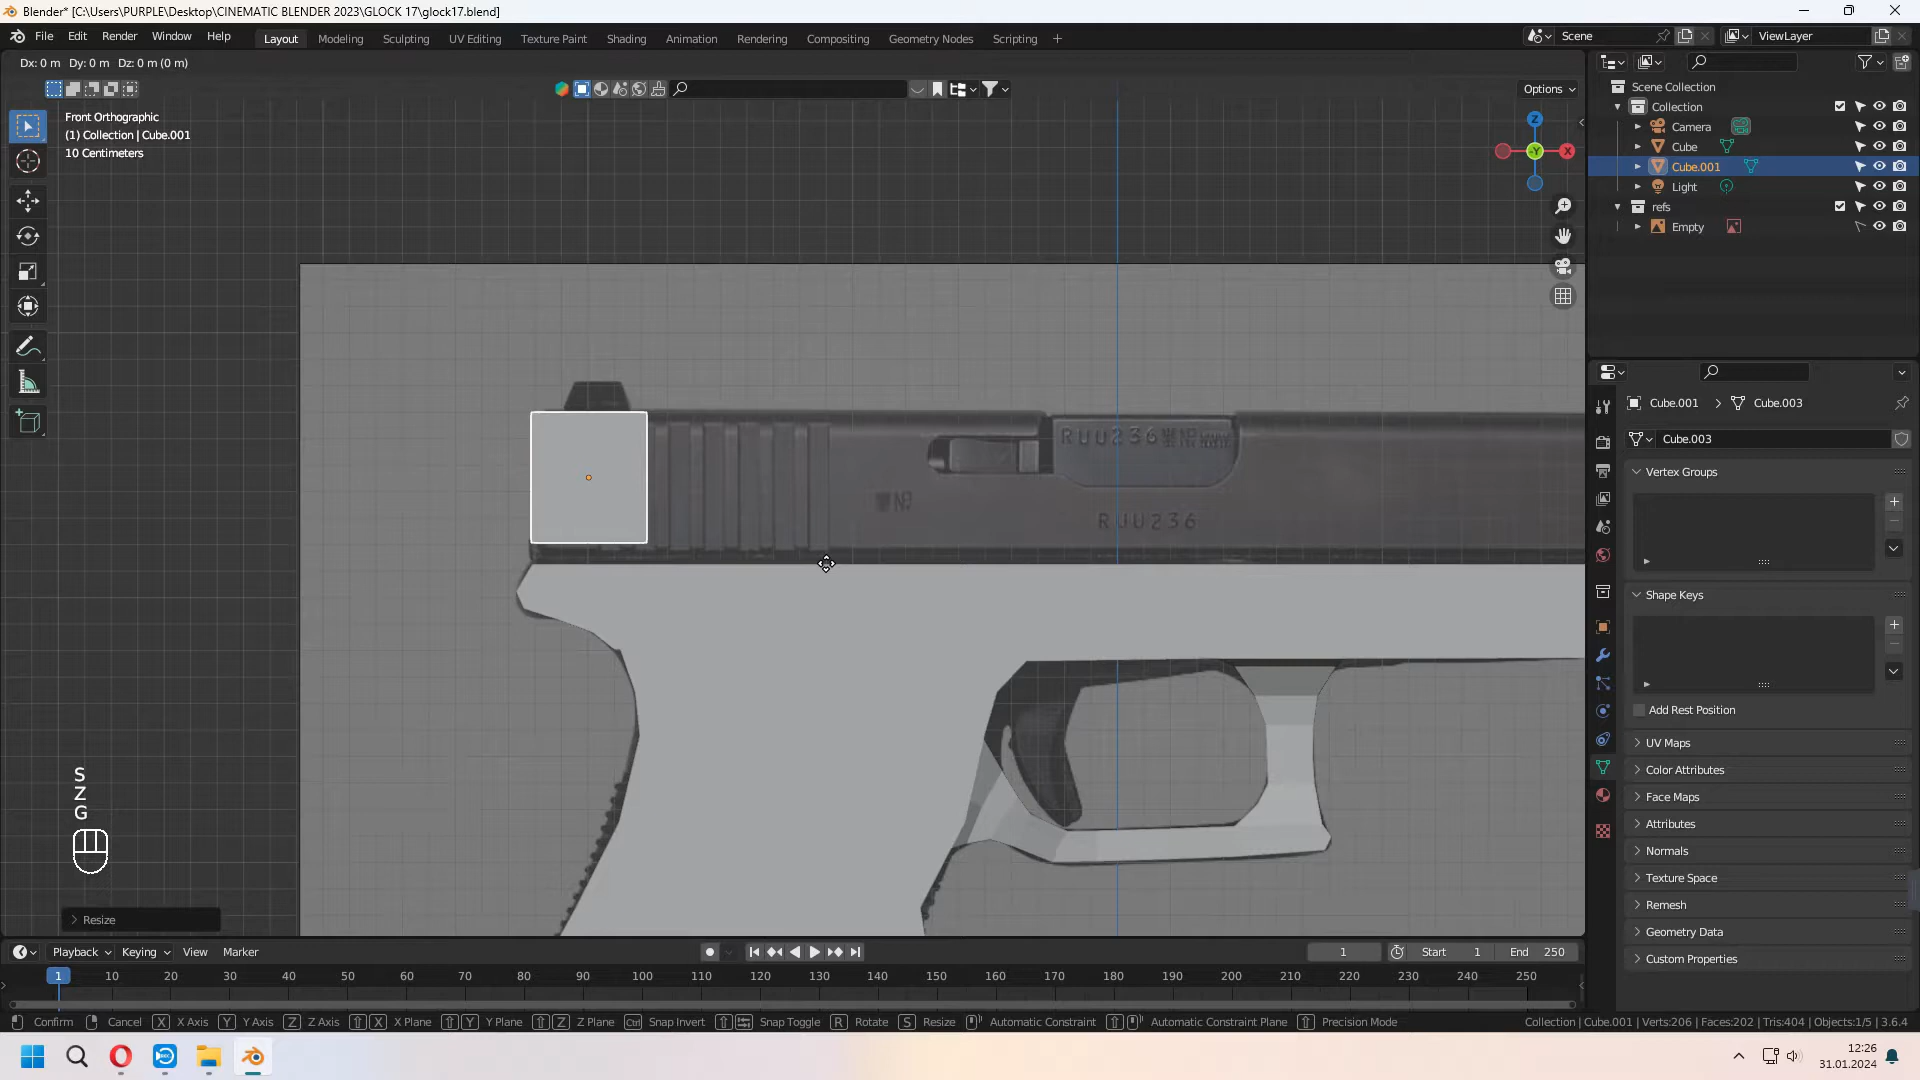 Blender* [C:\Users\PURPLE\Desktop\CINEMATIC BLENDER 2023\GLOCK 17\glock17.blend]
File Edit Render Window Help
Layout Modeling Sculpting UV Editing Texture Paint Shading Animation Rendering Compositing Geometry Nodes Scripting +
Scene
ViewLayer
Dx: 0 m Dy: 0 m Dz: 0 m (0 m)
Options
Front Orthographic
(1) Collection | Cube.001
10 Centimeters
Z
X
-Y
Scene Collection
Collection
Camera
Cube
Cube.001
Light
refs
Empty
RUU236
RUU236
Cube.001 > Cube.003
Cube.003
Vertex Groups
Shape Keys
Add Rest Position
UV Maps
Color Attributes
Face Maps
Attributes
Normals
Texture Space
Remesh
Geometry Data
Custom Properties
S
Z
G
Resize
Playback Keying View Marker
1 Start 1 End 250
1 10 20 30 40 50 60 70 80 90 100 110 120 130 140 150 160 170 180 190 200 210 220 230 240 250
Confirm Cancel X X Axis Y Y Axis Z Z Axis X X Plane Y Y Plane Z Z Plane Ctrl Snap Invert Snap Toggle R Rotate S Resize Automatic Constraint Automatic Constraint Plane Precision Mode
Collection | Cube.001 | Verts:206 | Faces:202 | Tris:404 | Objects:1/5 | 3.6.4
12:26
31.01.2024